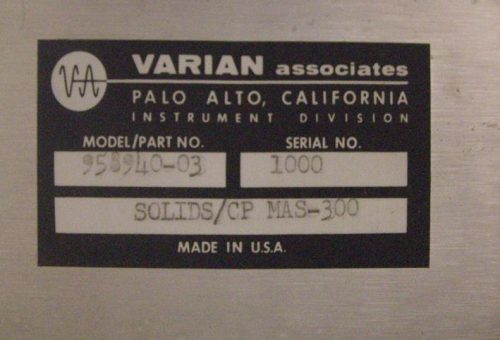 VA
VARIAN associates
PALO ALTO, CALIFORNIA
INSTRUMENT DIVISION
MODEL/PART NO. SERIAL NO.
958940-03 1000
SOLIDS/CP MAS-300
MADE IN U.S.A.